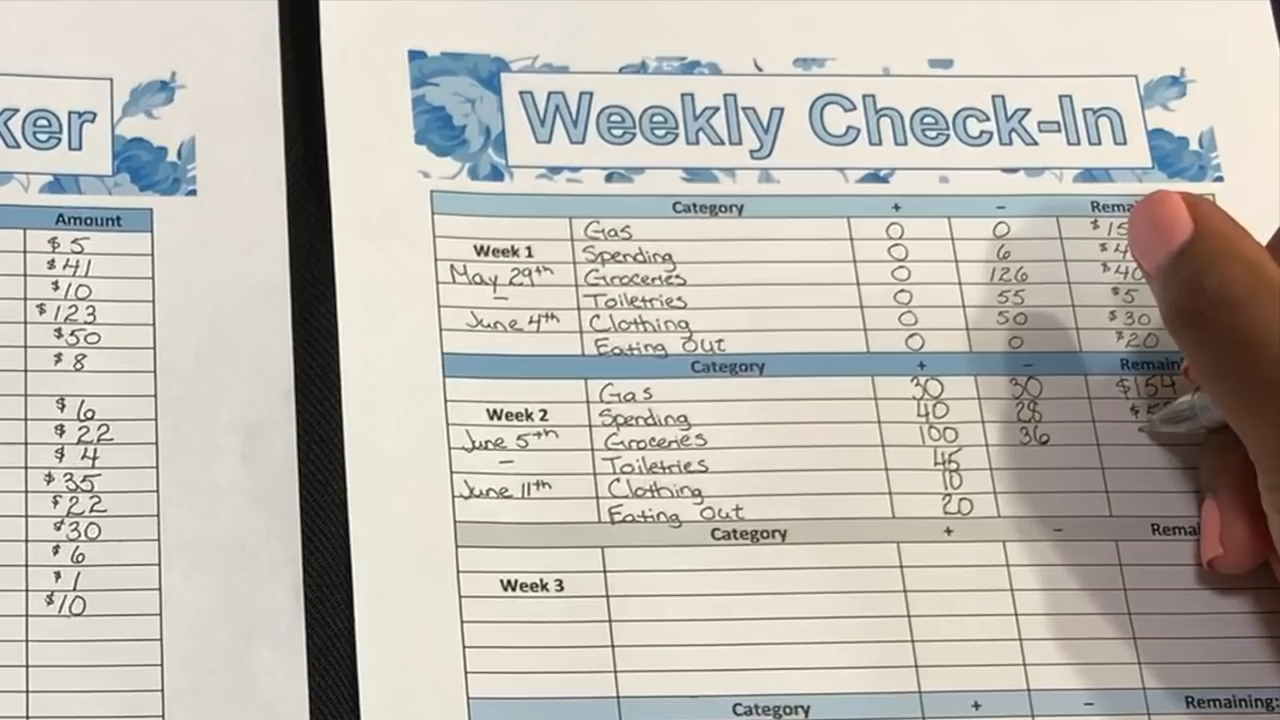 ker
Amount
$5
$41
$10
$123
$50
$8
$6
$22
$4
$35
$22
$30
$6
$1
$10
Weekly Check-In
Category + −
Gas 0 0
Week 1 Spending 0 6
May 29th Groceries 0 126
– Toiletries 0 55 $5
June 4th Clothing 0 50 $30
Eating Out 0 0 $20
Category + − Remain
Gas 30 30 $154
Week 2 Spending 40 28
June 5th Groceries 100 36
– Toiletries 45
June 11th Clothing 10
Eating Out 20
Category + −
Week 3
Category + − Remaining: